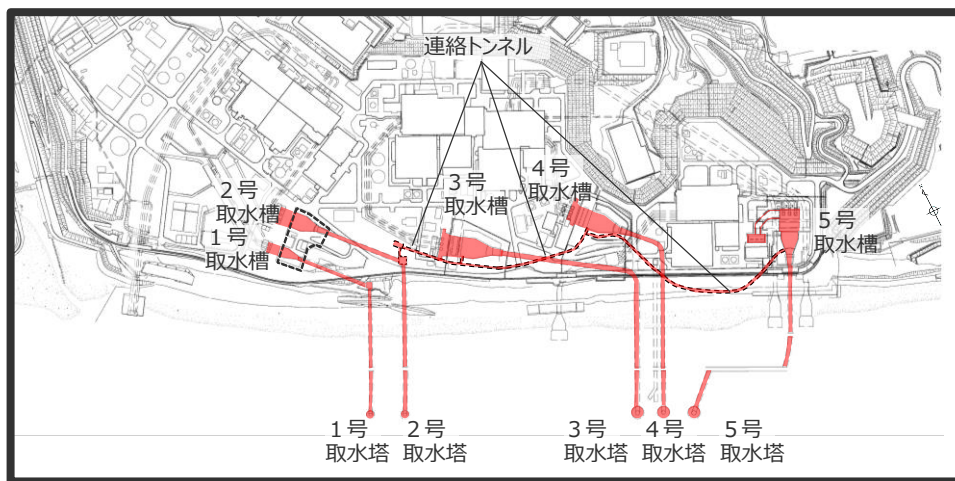 連絡トンネル
2号
取水槽
1号
取水槽
3号
取水槽
4号
取水槽
5号
取水槽
1号
取水塔
2号
取水塔
3号
取水塔
4号
取水塔
5号
取水塔